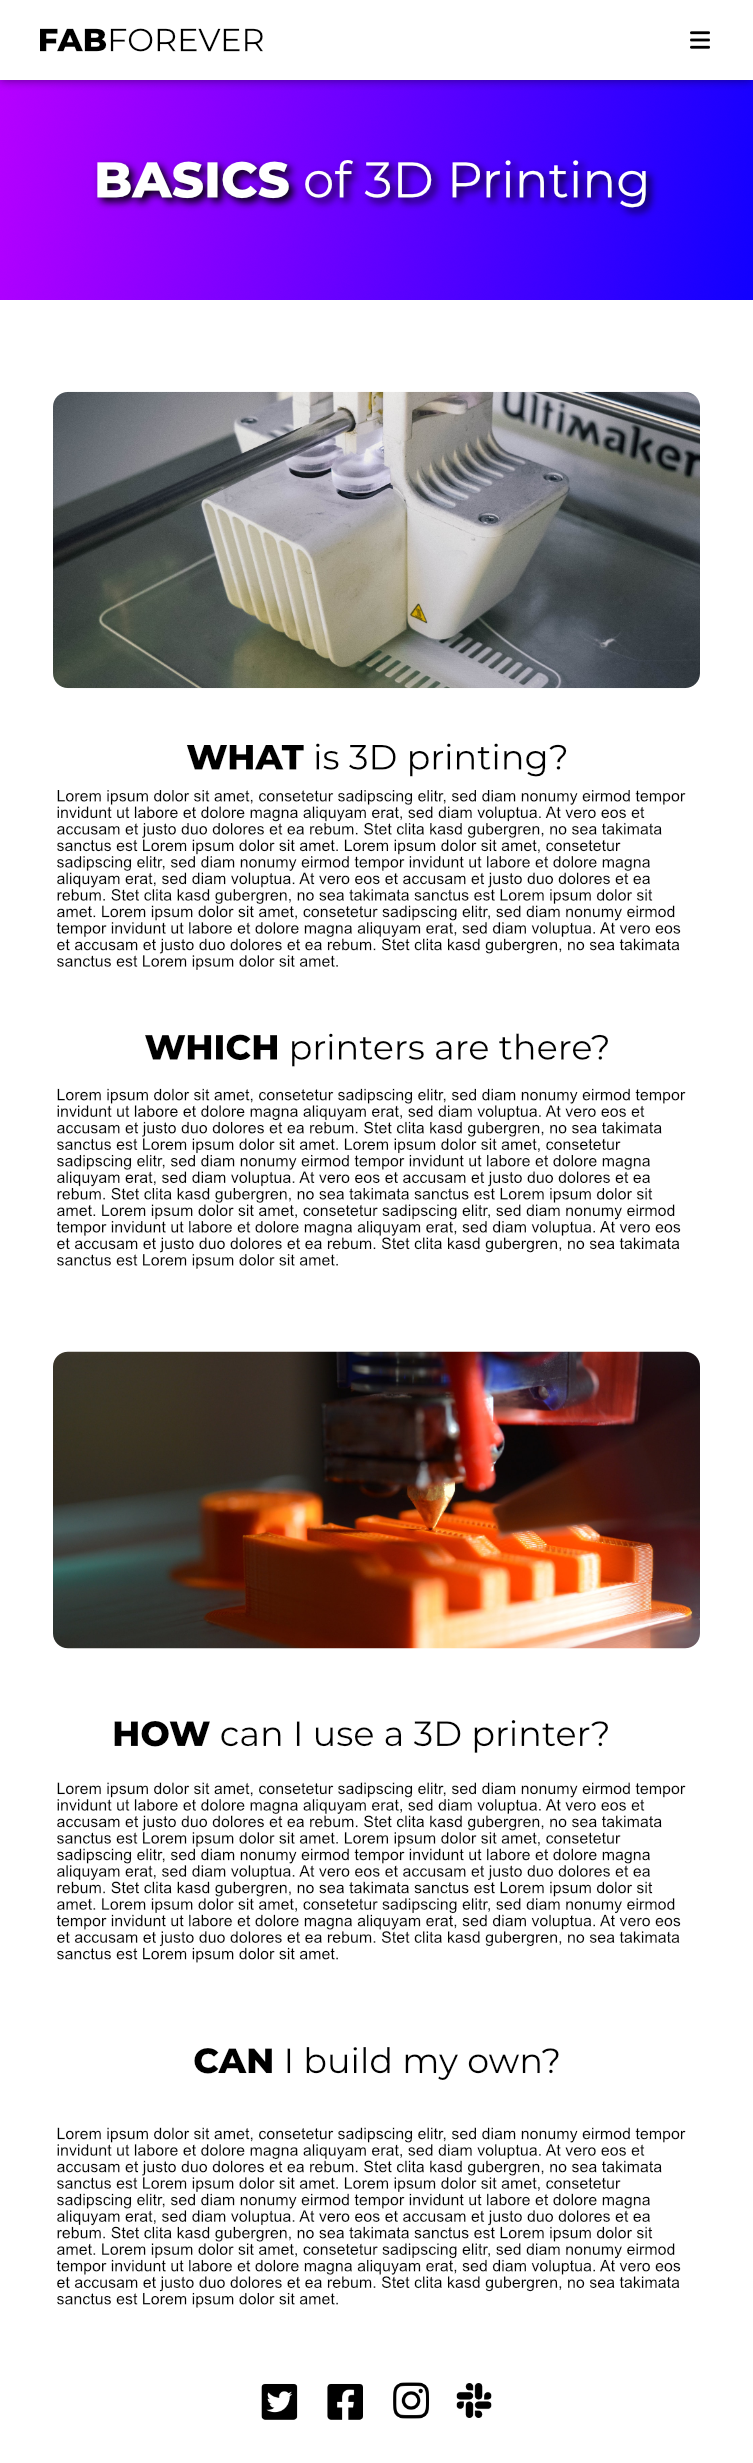 FABFOREVER
BASICS of 3D Printing
Ultimaker
WHAT is 3D printing?
Lorem ipsum dolor sit amet, consetetur sadipscing elitr, sed diam nonumy eirmod tempor
invidunt ut labore et dolore magna aliquyam erat, sed diam voluptua. At vero eos et
accusam et justo duo dolores et ea rebum. Stet clita kasd gubergren, no sea takimata
sanctus est Lorem ipsum dolor sit amet. Lorem ipsum dolor sit amet, consetetur
sadipscing elitr, sed diam nonumy eirmod tempor invidunt ut labore et dolore magna
aliquyam erat, sed diam voluptua. At vero eos et accusam et justo duo dolores et ea
rebum. Stet clita kasd gubergren, no sea takimata sanctus est Lorem ipsum dolor sit
amet. Lorem ipsum dolor sit amet, consetetur sadipscing elitr, sed diam nonumy eirmod
tempor invidunt ut labore et dolore magna aliquyam erat, sed diam voluptua. At vero eos
et accusam et justo duo dolores et ea rebum. Stet clita kasd gubergren, no sea takimata
sanctus est Lorem ipsum dolor sit amet.
WHICH printers are there?
Lorem ipsum dolor sit amet, consetetur sadipscing elitr, sed diam nonumy eirmod tempor
invidunt ut labore et dolore magna aliquyam erat, sed diam voluptua. At vero eos et
accusam et justo duo dolores et ea rebum. Stet clita kasd gubergren, no sea takimata
sanctus est Lorem ipsum dolor sit amet. Lorem ipsum dolor sit amet, consetetur
sadipscing elitr, sed diam nonumy eirmod tempor invidunt ut labore et dolore magna
aliquyam erat, sed diam voluptua. At vero eos et accusam et justo duo dolores et ea
rebum. Stet clita kasd gubergren, no sea takimata sanctus est Lorem ipsum dolor sit
amet. Lorem ipsum dolor sit amet, consetetur sadipscing elitr, sed diam nonumy eirmod
tempor invidunt ut labore et dolore magna aliquyam erat, sed diam voluptua. At vero eos
et accusam et justo duo dolores et ea rebum. Stet clita kasd gubergren, no sea takimata
sanctus est Lorem ipsum dolor sit amet.
HOW can I use a 3D printer?
Lorem ipsum dolor sit amet, consetetur sadipscing elitr, sed diam nonumy eirmod tempor
invidunt ut labore et dolore magna aliquyam erat, sed diam voluptua. At vero eos et
accusam et justo duo dolores et ea rebum. Stet clita kasd gubergren, no sea takimata
sanctus est Lorem ipsum dolor sit amet. Lorem ipsum dolor sit amet, consetetur
sadipscing elitr, sed diam nonumy eirmod tempor invidunt ut labore et dolore magna
aliquyam erat, sed diam voluptua. At vero eos et accusam et justo duo dolores et ea
rebum. Stet clita kasd gubergren, no sea takimata sanctus est Lorem ipsum dolor sit
amet. Lorem ipsum dolor sit amet, consetetur sadipscing elitr, sed diam nonumy eirmod
tempor invidunt ut labore et dolore magna aliquyam erat, sed diam voluptua. At vero eos
et accusam et justo duo dolores et ea rebum. Stet clita kasd gubergren, no sea takimata
sanctus est Lorem ipsum dolor sit amet.
CAN I build my own?
Lorem ipsum dolor sit amet, consetetur sadipscing elitr, sed diam nonumy eirmod tempor
invidunt ut labore et dolore magna aliquyam erat, sed diam voluptua. At vero eos et
accusam et justo duo dolores et ea rebum. Stet clita kasd gubergren, no sea takimata
sanctus est Lorem ipsum dolor sit amet. Lorem ipsum dolor sit amet, consetetur
sadipscing elitr, sed diam nonumy eirmod tempor invidunt ut labore et dolore magna
aliquyam erat, sed diam voluptua. At vero eos et accusam et justo duo dolores et ea
rebum. Stet clita kasd gubergren, no sea takimata sanctus est Lorem ipsum dolor sit
amet. Lorem ipsum dolor sit amet, consetetur sadipscing elitr, sed diam nonumy eirmod
tempor invidunt ut labore et dolore magna aliquyam erat, sed diam voluptua. At vero eos
et accusam et justo duo dolores et ea rebum. Stet clita kasd gubergren, no sea takimata
sanctus est Lorem ipsum dolor sit amet.